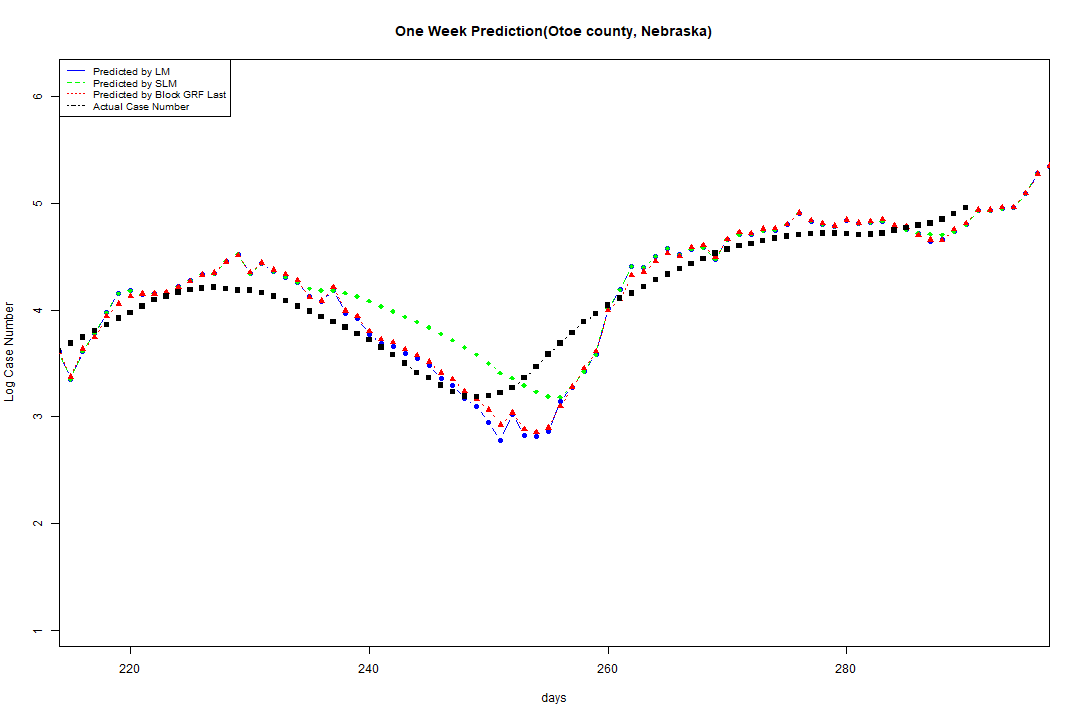 One Week Prediction(Otoe county, Nebraska)
Predicted by LM
Predicted by SLM
Predicted by Block GRF Last
Actual Case Number
6
5
4
3
2
1
Log Case Number
220 240 260 280
days